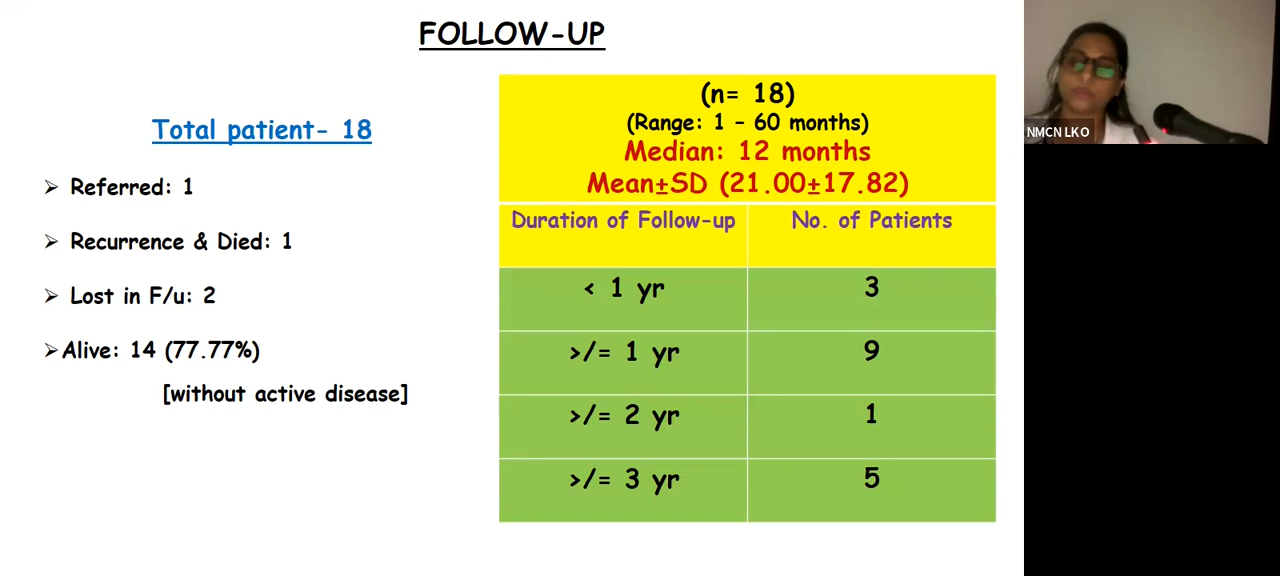 FOLLOW-UP
Total patient- 18
➢ Referred: 1
➢ Recurrence & Died: 1
➢ Lost in F/u: 2
➢Alive: 14 (77.77%)
[without active disease]
(n= 18)
(Range: 1 - 60 months)
Median: 12 months
Mean±SD (21.00±17.82)
Duration of Follow-up No. of Patients
< 1 yr 3
>/= 1 yr 9
>/= 2 yr 1
>/= 3 yr 5
NMCN LKO